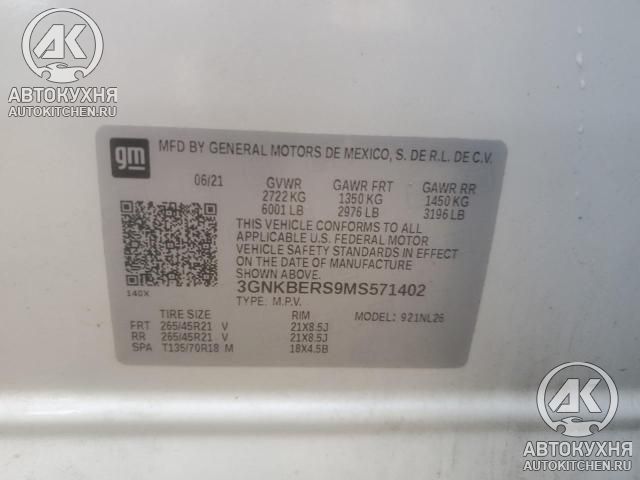 АК
АВТОКУХНЯ
AUTOKITCHEN.RU
АК
АВТОКУХНЯ
AUTOKITCHEN.RU
gm
MFD BY GENERAL MOTORS DE MEXICO, S. DE R.L. DE C.V.
06/21 GVWR GAWR FRT GAWR RR
2722 KG 1350 KG 1450 KG
6001 LB 2976 LB 3196 LB
THIS VEHICLE CONFORMS TO ALL
APPLICABLE U.S. FEDERAL MOTOR
VEHICLE SAFETY STANDARDS IN EFFECT
ON THE DATE OF MANUFACTURE
SHOWN ABOVE.
140X
3GNKBERS9MS571402
TYPE: M.P.V. MODEL: 921NL26
TIRE SIZE RIM
FRT 265/45R21 V 21X8.5J
RR 265/45R21 V 21X8.5J
SPA T135/70R18 M 18X4.5B
АК
АВТОКУХНЯ
AUTOKITCHEN.RU